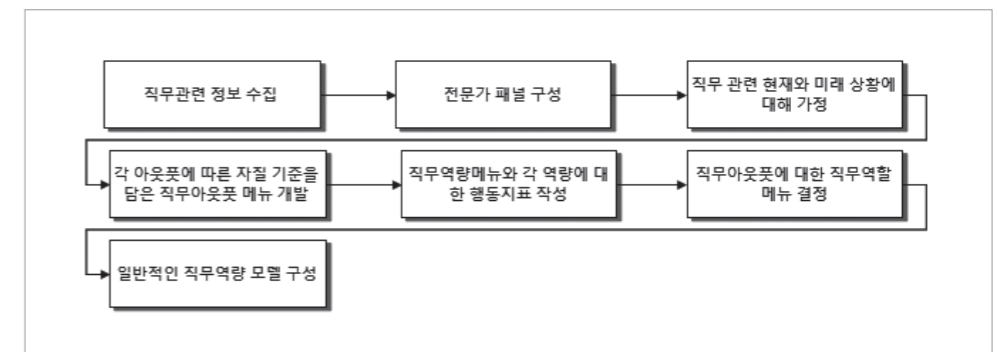 직무관련 정보 수집
전문가 패널 구성
직무 관련 현재와 미래 상황에
대해 가정
각 아웃풋에 따른 자질 기준을
담은 직무아웃풋 메뉴 개발
직무역량메뉴와 각 역량에 대
한 행동지표 작성
직무아웃풋에 대한 직무역할
메뉴 결정
일반적인 직무역량 모델 구성